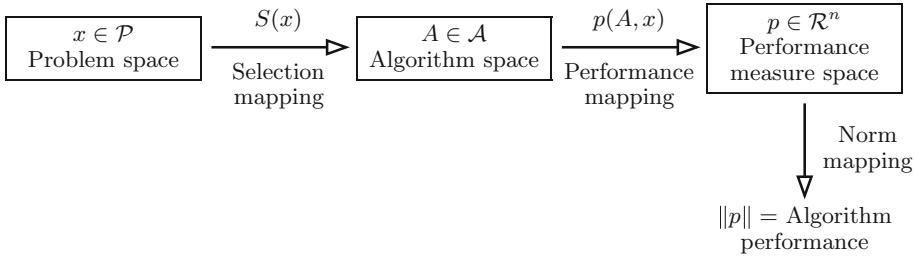 x ∈ 𝒫
Problem space
S(x)
Selection
mapping
A ∈ 𝒜
Algorithm space
p(A, x)
Performance
mapping
p ∈ ℛⁿ
Performance
measure space
Norm
mapping
‖p‖ = Algorithm
performance